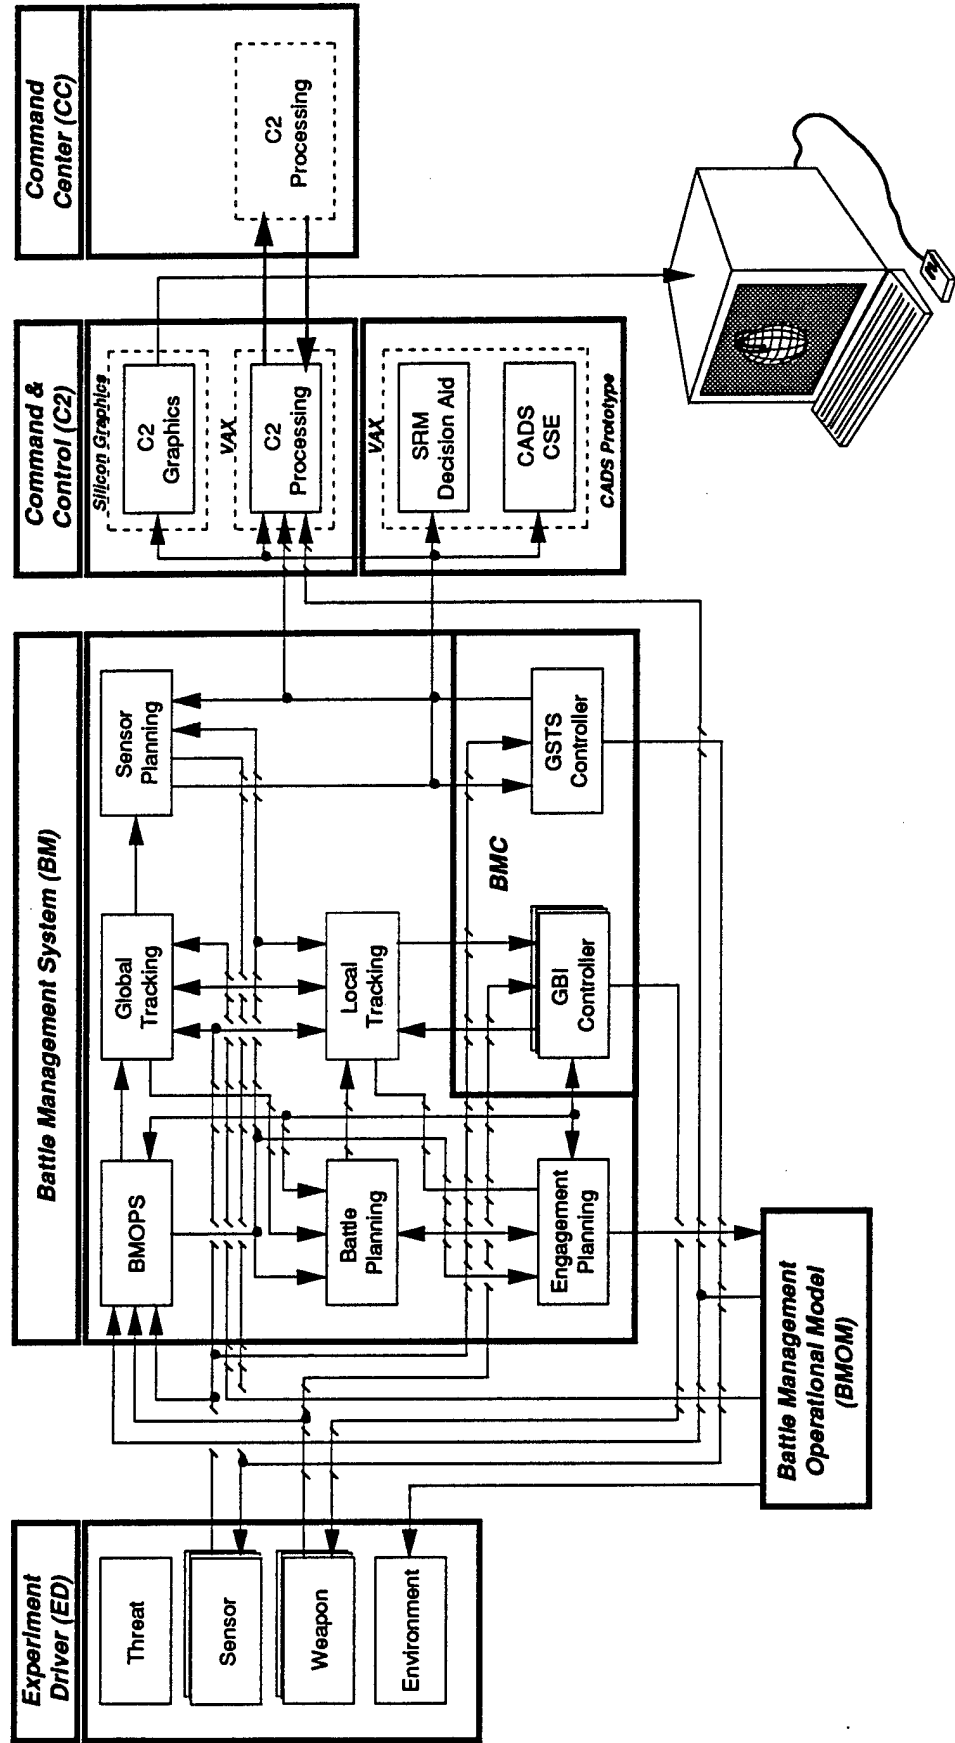 Experiment
Driver (ED)
Threat
Sensor
Weapon
Environment
Battle Management System (BM)
BMOPS
Global
Tracking
Sensor
Planning
Battle
Planning
Local
Tracking
Engagement
Planning
BMC
GBI
Controller
GSTS
Controller
Battle Management
Operational Model
(BMOM)
Command &
Control (C2)
Silicon Graphics
C2
Graphics
VAX
C2
Processing
VAX
SRM
Decision Aid
CADS
CSE
CADS Prototype
Command
Center (CC)
C2
Processing